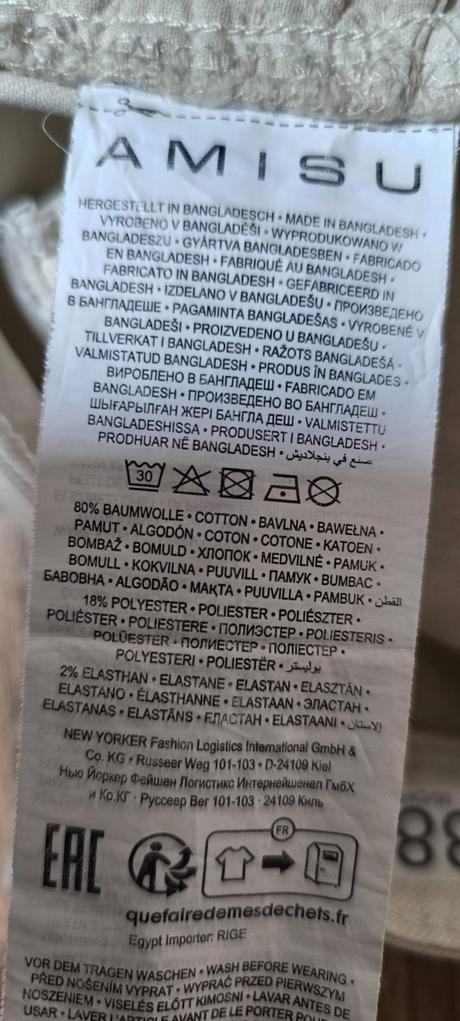 AMISU
HERGESTELLT IN BANGLADESCH • MADE IN BANGLADESH •
VYROBENO V BANGLADÉŠI • WYPRODUKOWANO W
BANGLADESZU • GYÁRTVA BANGLADESBEN • FABRICADO
EN BANGLADESH • FABRIQUÉ AU BANGLADESH •
FABRICATO IN BANGLADESH • GEFABRICEERD IN
BANGLADESH • IZDELANO V BANGLADEŠU • ПРОИЗВЕДЕНО
В БАНГЛАДЕШЕ • PAGAMINTA BANGLADEŠAS • VYROBENÉ V
BANGLADEŠI • PROIZVEDENO U BANGLADEŠU •
TILLVERKAT I BANGLADESH • RAŽOTS BANGLADEŠĀ •
VALMISTATUD BANGLADESH • PRODUS ÎN BANGLADES •
ВИРОБЛЕНО В БАНГЛАДЕШ • FABRICADO EM
BANGLADESH • ПРОИЗВЕДЕНО ВО БАНГЛАДЕШ •
ШЫҒАРЫЛҒАН ЖЕРІ БАНГЛА ДЕШ • VALMISTETTU
BANGLADESHISSA • PRODUSERT I BANGLADESH •
PRODHUAR NË BANGLADESH • صنع في بنجلاديش
30
80% BAUMWOLLE • COTTON • BAVLNA • BAWEŁNA •
PAMUT • ALGODÓN • COTON • COTONE • KATOEN •
BOMBAŽ • BOMULD • ХЛОПОК • MEDVILNĖ • PAMUK •
BOMULL • KOKVILNA • PUUVILL • ПАМУК • BUMBAC •
БАВОВНА • ALGODÃO • МАҚТА • PUUVILLA • PAMBUK • القطن
18% POLYESTER • POLIESTER • POLIÉSZTER •
POLIÉSTER • POLIESTERE • ПОЛИЭСТЕР • POLIESTERIS •
POLÜESTER • ПОЛИЕСТЕР • ПОЛІЕСТЕР •
POLYESTERI • POLIESTËR • بوليستر
2% ELASTHAN • ELASTANE • ELASTAN • ELASZTÁN •
ELASTANO • ÉLASTHANNE • ELASTAAN • ЭЛАСТАН •
ELASTANAS • ELASTĀNS • ЕЛАСТАН • ELASTAANI • الاستان
NEW YORKER Fashion Logistics International GmbH &
Co. KG • Russeer Weg 101-103 • D-24109 Kiel
Нью Йоркер Фейшен Логистикс Интернейшенел ГмбХ
и Ко.КГ · Руссеер Вег 101-103 · 24109 Киль
EAC
FR
quefairedemesdechets.fr
Egypt Importer: RIGE
VOR DEM TRAGEN WASCHEN • WASH BEFORE WEARING •
PŘED NOŠENÍM VYPRAT • WYPRAĆ PRZED PIERWSZYM
NOSZENIEM • VISELÉS ELŐTT KIMOSNI • LAVAR ANTES DE
USAR • LAVER L'ARTICLE AVANT DE LE PORTER